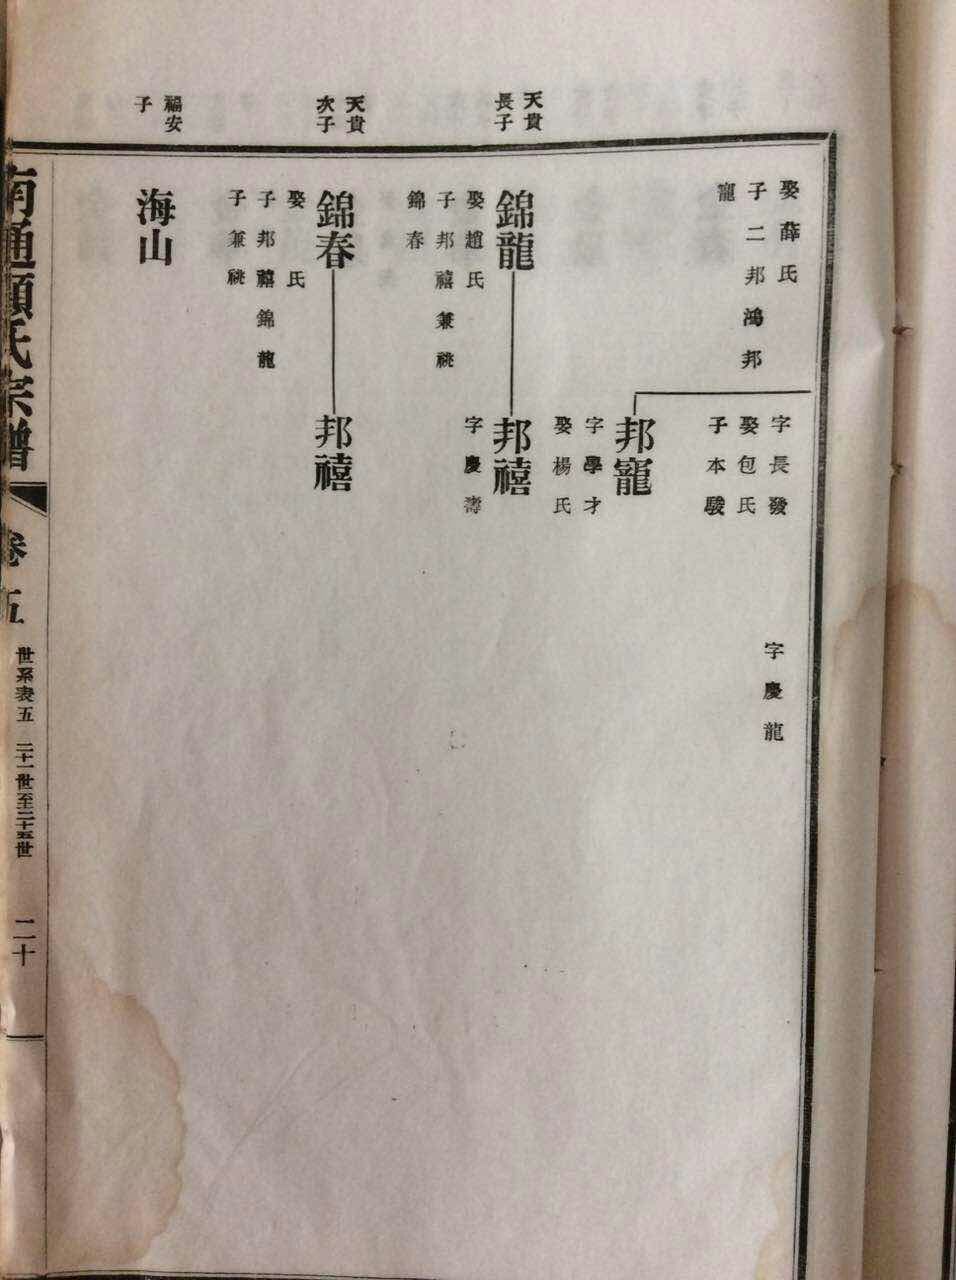 娶薛氏
子二邦鴻邦
寵
字長發
娶包氏
子本駿
字慶龍
邦寵
字學才
娶楊氏
天貴
長子
錦龍
娶趙氏
子邦禧兼祧
錦春
邦禧
字慶壽
天貴
次子
錦春
娶 氏
子邦禧錦龍
子兼祧
邦禧
福安
子
海山
南通顧氏宗譜
卷五
世系表五 二十一世至二十五世
二十